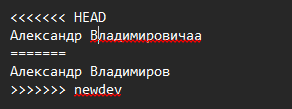 <<<<<<< HEAD
Александр Владимировичаа
=======
Александр Владимиров
>>>>>>> newdev